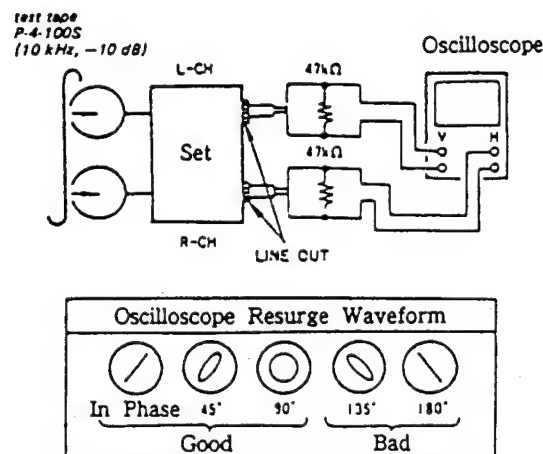 test tape
P-4-100S
(10 kHz, −10 dB)
Oscilloscope
L-CH
47kΩ
V
H
Set
47kΩ
R-CH
LINE OUT
Oscilloscope Resurge Waveform
In Phase 45° 90° 135° 180°
Good Bad